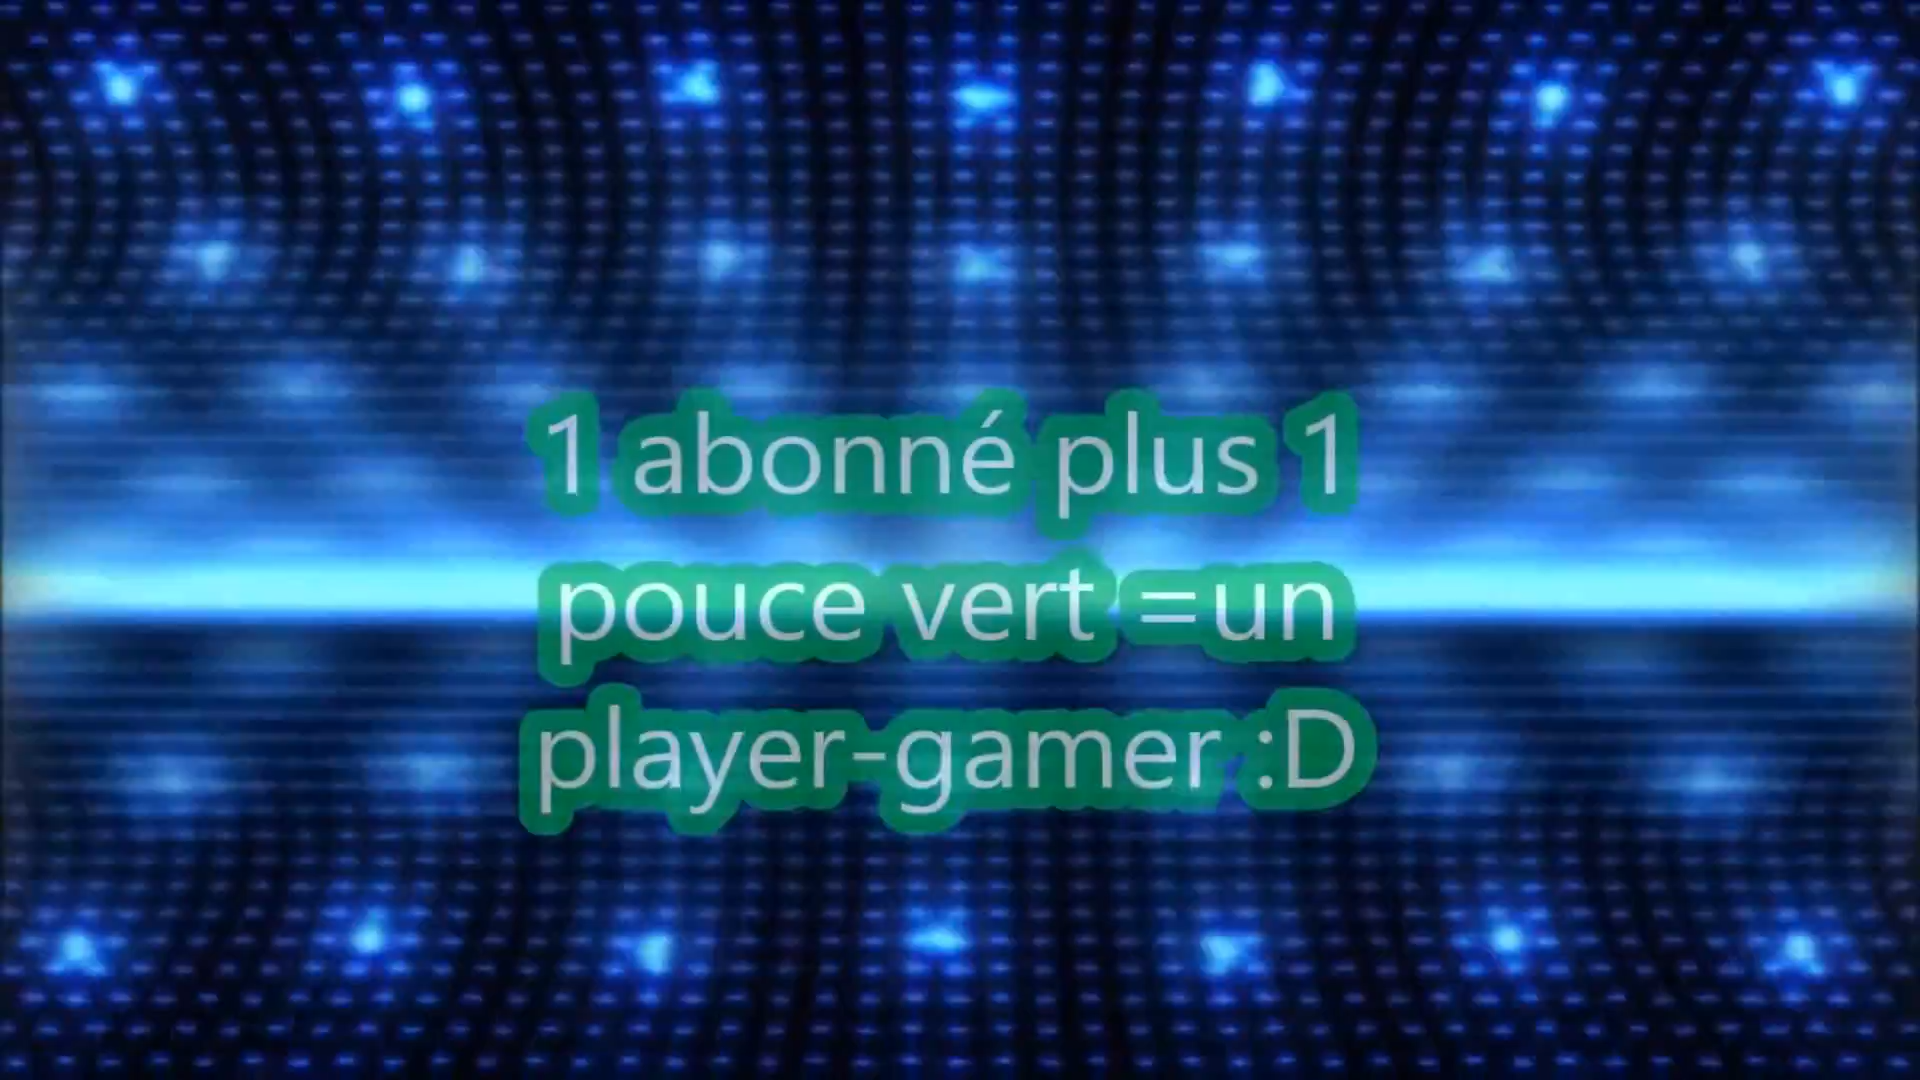 1 abonné plus 1
pouce vert =un
player-gamer :D